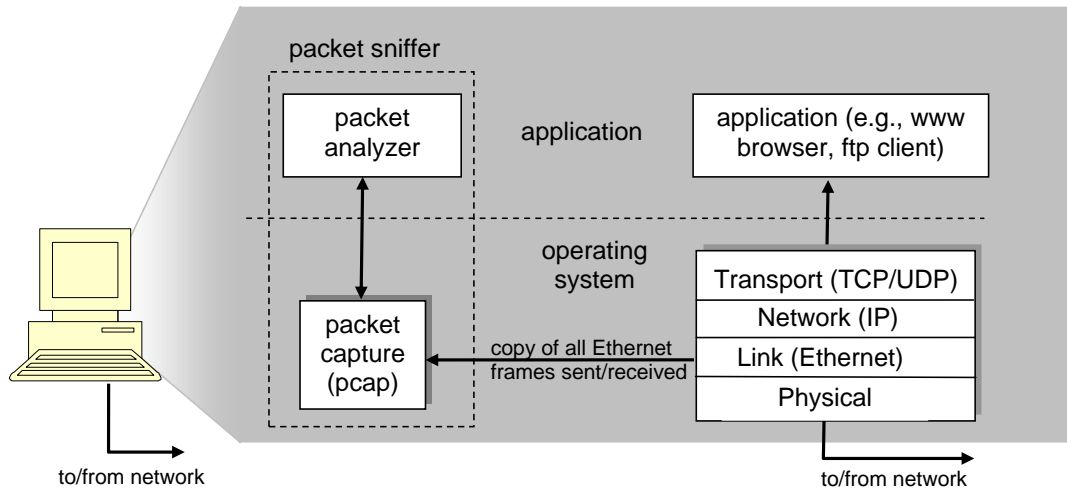 packet sniffer
packet
analyzer
application
application (e.g., www
browser, ftp client)
operating
system
packet
capture
(pcap)
copy of all Ethernet
frames sent/received
Transport (TCP/UDP)
Network (IP)
Link (Ethernet)
Physical
to/from network
to/from network